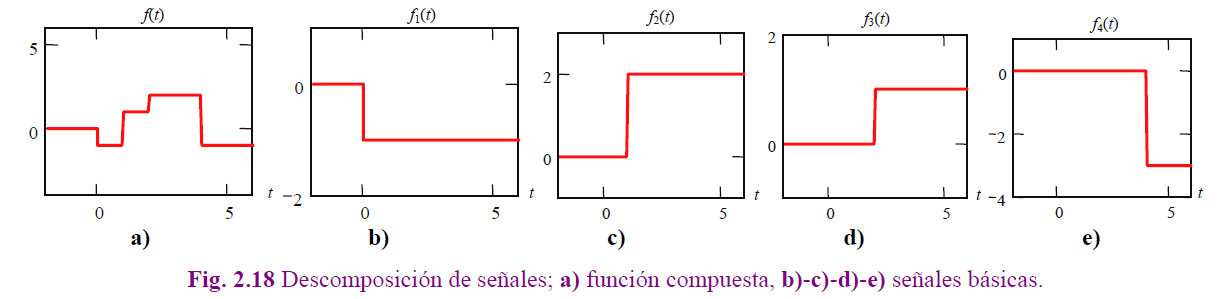 f(t)
5
0
0
5
t
a)
f₁(t)
0
−2
0
5
t
b)
f₂(t)
2
0
0
5
t
c)
f₃(t)
2
0
0
5
t
d)
f₄(t)
0
−2
−4
0
5
t
e)
Fig. 2.18 Descomposición de señales; a) función compuesta, b)-c)-d)-e) señales básicas.